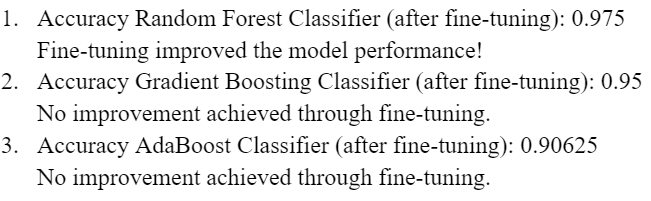 1. Accuracy Random Forest Classifier (after fine-tuning): 0.975
Fine-tuning improved the model performance!
2. Accuracy Gradient Boosting Classifier (after fine-tuning): 0.95
No improvement achieved through fine-tuning.
3. Accuracy AdaBoost Classifier (after fine-tuning): 0.90625
No improvement achieved through fine-tuning.